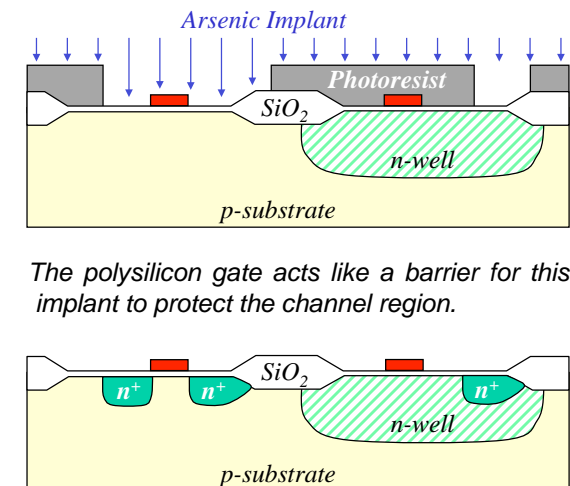 Arsenic Implant
Photoresist
SiO2
n-well
p-substrate
The polysilicon gate acts like a barrier for this
implant to protect the channel region.
n+ n+ SiO2 n+
n-well
p-substrate